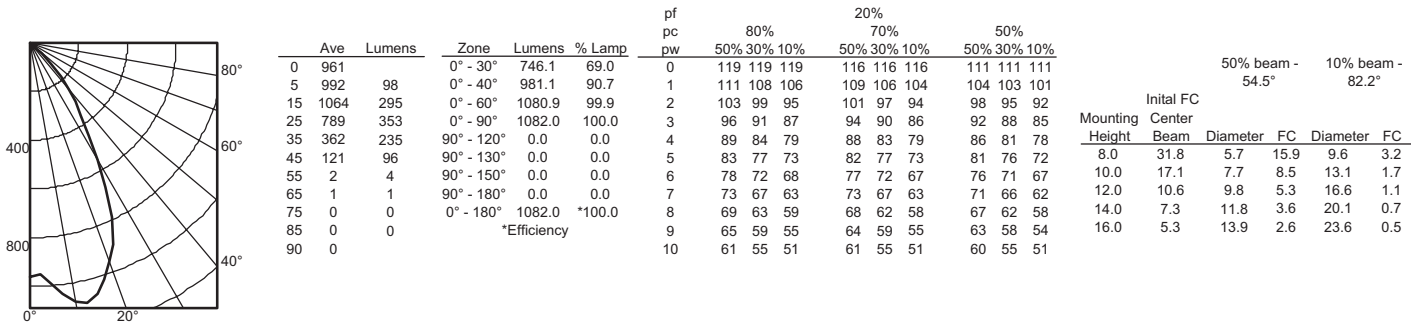 400
800
0°
20°
40°
60°
80°
Ave Lumens
0 961
5 992 98
15 1064 295
25 789 353
35 362 235
45 121 96
55 2 4
65 1 1
75 0 0
85 0 0
90 0
Zone Lumens % Lamp
0° - 30° 746.1 69.0
0° - 40° 981.1 90.7
0° - 60° 1080.9 99.9
0° - 90° 1082.0 100.0
90° - 120° 0.0 0.0
90° - 130° 0.0 0.0
90° - 150° 0.0 0.0
90° - 180° 0.0 0.0
0° - 180° 1082.0 *100.0
*Efficiency
pf 20%
pc 80% 70% 50%
pw 50% 30% 10% 50% 30% 10% 50% 30% 10%
0 119 119 119 116 116 116 111 111 111
1 111 108 106 109 106 104 104 103 101
2 103 99 95 101 97 94 98 95 92
3 96 91 87 94 90 86 92 88 85
4 89 84 79 88 83 79 86 81 78
5 83 77 73 82 77 73 81 76 72
6 78 72 68 77 72 67 76 71 67
7 73 67 63 73 67 63 71 66 62
8 69 63 59 68 62 58 67 62 58
9 65 59 55 64 59 55 63 58 54
10 61 55 51 61 55 51 60 55 51
50% beam - 10% beam -
54.5° 82.2°
Inital FC
Mounting Center
Height Beam Diameter FC Diameter FC
8.0 31.8 5.7 15.9 9.6 3.2
10.0 17.1 7.7 8.5 13.1 1.7
12.0 10.6 9.8 5.3 16.6 1.1
14.0 7.3 11.8 3.6 20.1 0.7
16.0 5.3 13.9 2.6 23.6 0.5